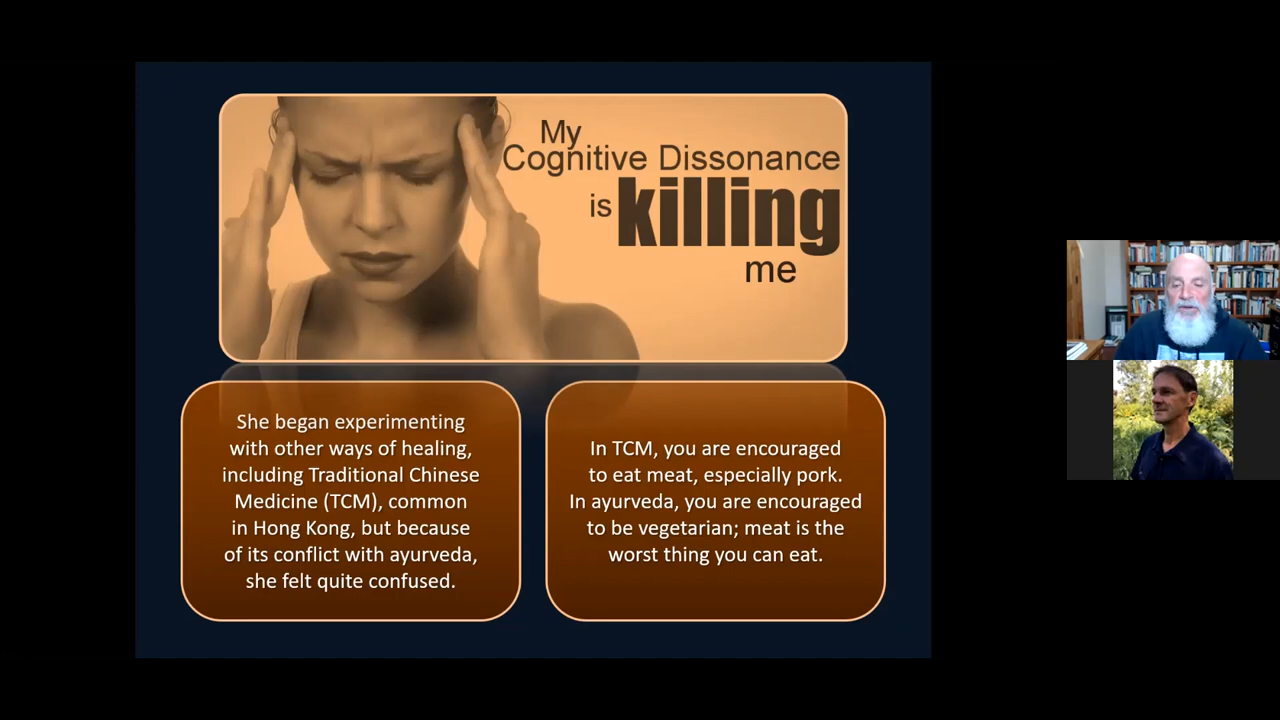 My
Cognitive Dissonance
is killing
me
She began experimenting
with other ways of healing,
including Traditional Chinese
Medicine (TCM), common
in Hong Kong, but because
of its conflict with ayurveda,
she felt quite confused.
In TCM, you are encouraged
to eat meat, especially pork.
In ayurveda, you are encouraged
to be vegetarian; meat is the
worst thing you can eat.